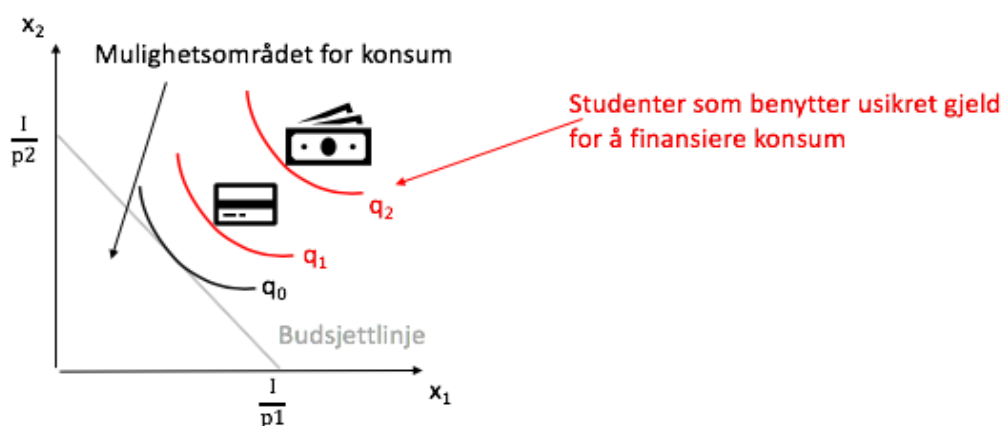 x2
Mulighetsområdet for konsum
Studenter som benytter usikret gjeld
for å finansiere konsum
I
p2
q2
q1
q0
Budsjettlinje
I
p1
x1